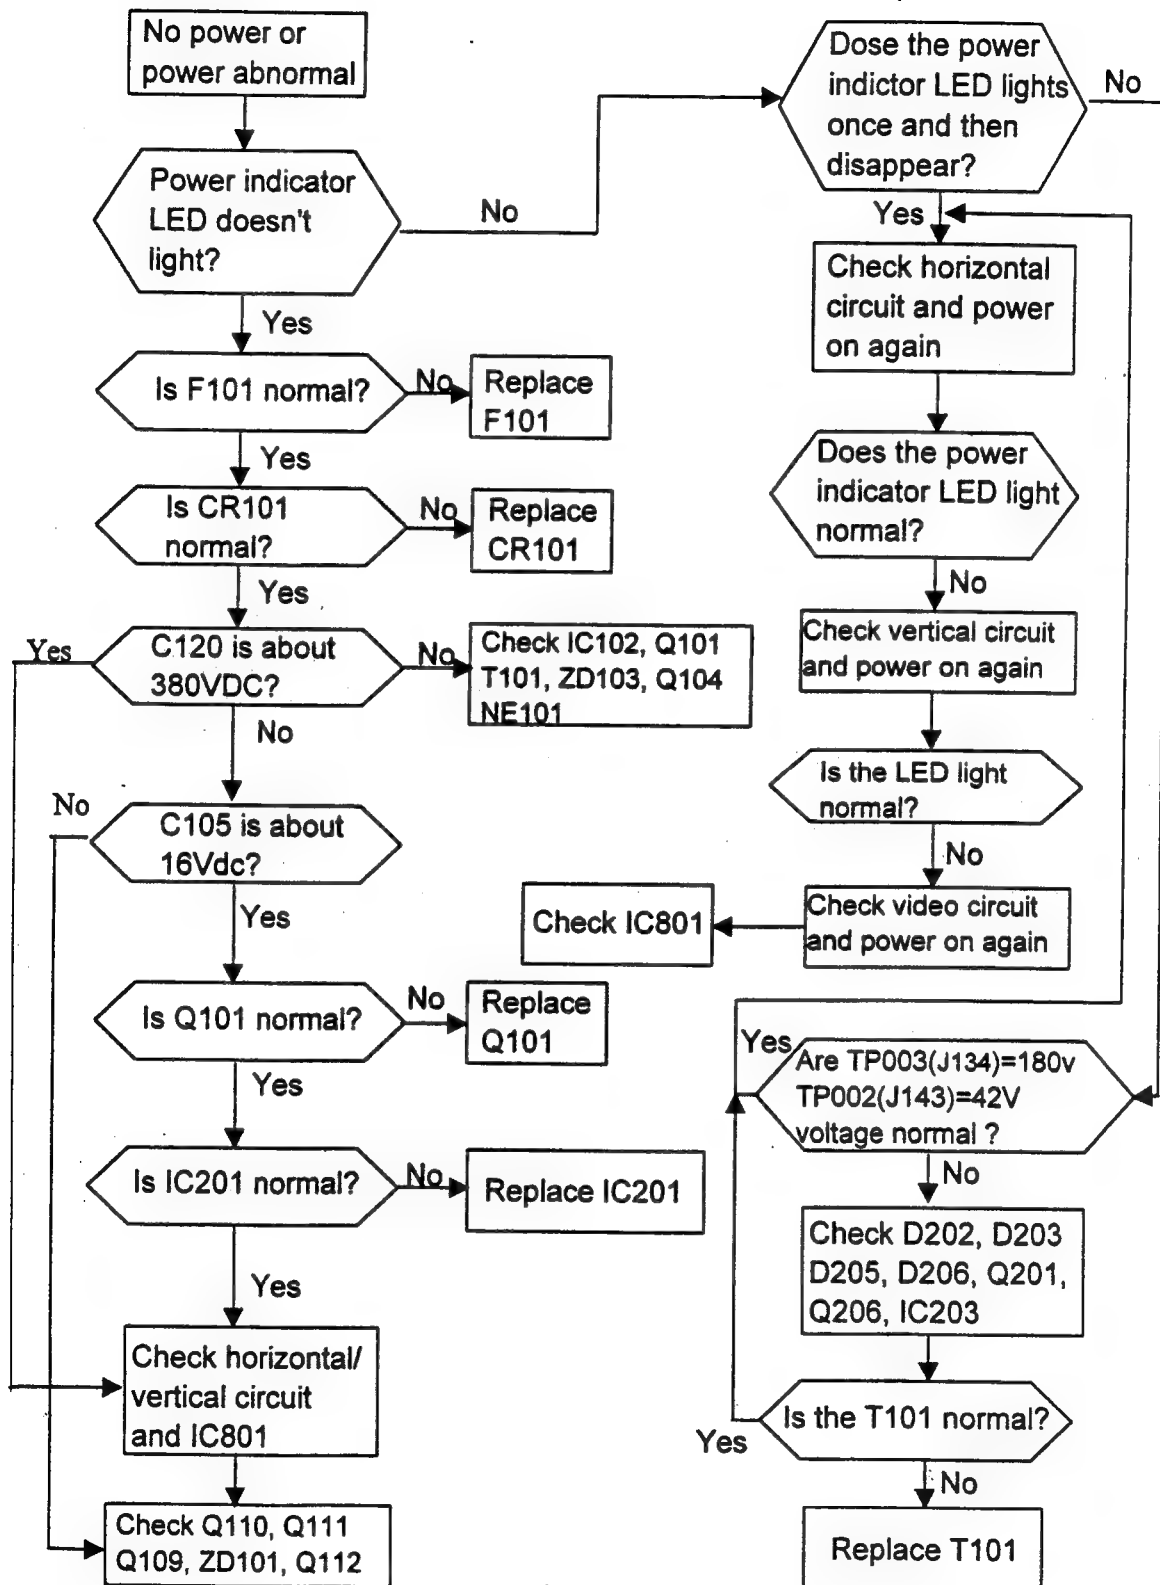 No power or
power abnormal
Power indicator
LED doesn't
light?
No
Yes
Is F101 normal?
No
Replace
F101
Yes
Is CR101
normal?
No
Replace
CR101
Yes
Yes
C120 is about
380VDC?
No
Check IC102, Q101
T101, ZD103, Q104
NE101
No
No
C105 is about
16Vdc?
Yes
Is Q101 normal?
No
Replace
Q101
Yes
Is IC201 normal?
No
Replace IC201
Yes
Check horizontal/
vertical circuit
and IC801
Check Q110, Q111
Q109, ZD101, Q112
Dose the power
indictor LED lights
once and then
disappear?
No
Yes
Check horizontal
circuit and power
on again
Does the power
indicator LED light
normal?
No
Check vertical circuit
and power on again
Is the LED light
normal?
No
Check video circuit
and power on again
Check IC801
Yes
Are TP003(J134)=180v
TP002(J143)=42V
voltage normal ?
No
Check D202, D203
D205, D206, Q201,
Q206, IC203
Is the T101 normal?
Yes
No
Replace T101